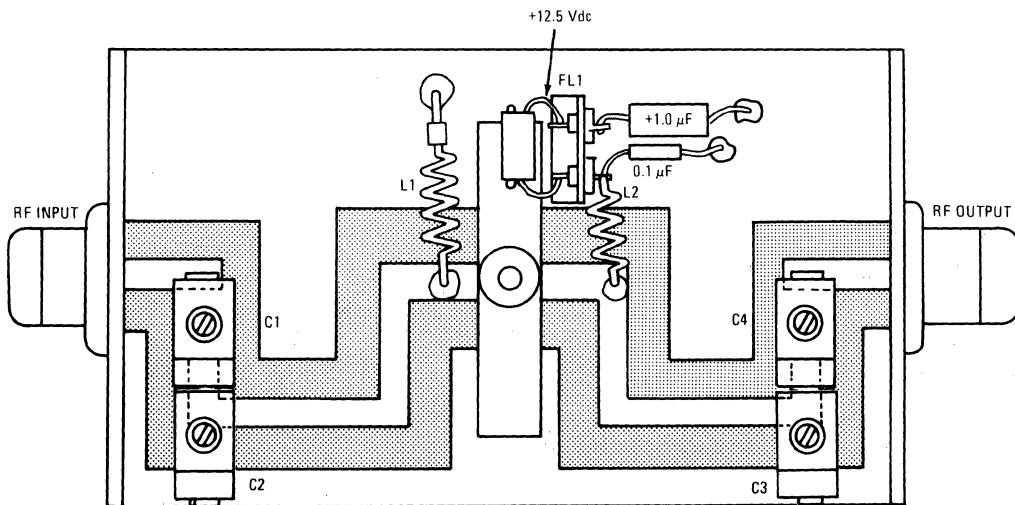 +12.5 Vdc
FL1
+1.0 µF
0.1 µF
L1
L2
RF INPUT
RF OUTPUT
C1
C4
C2
C3